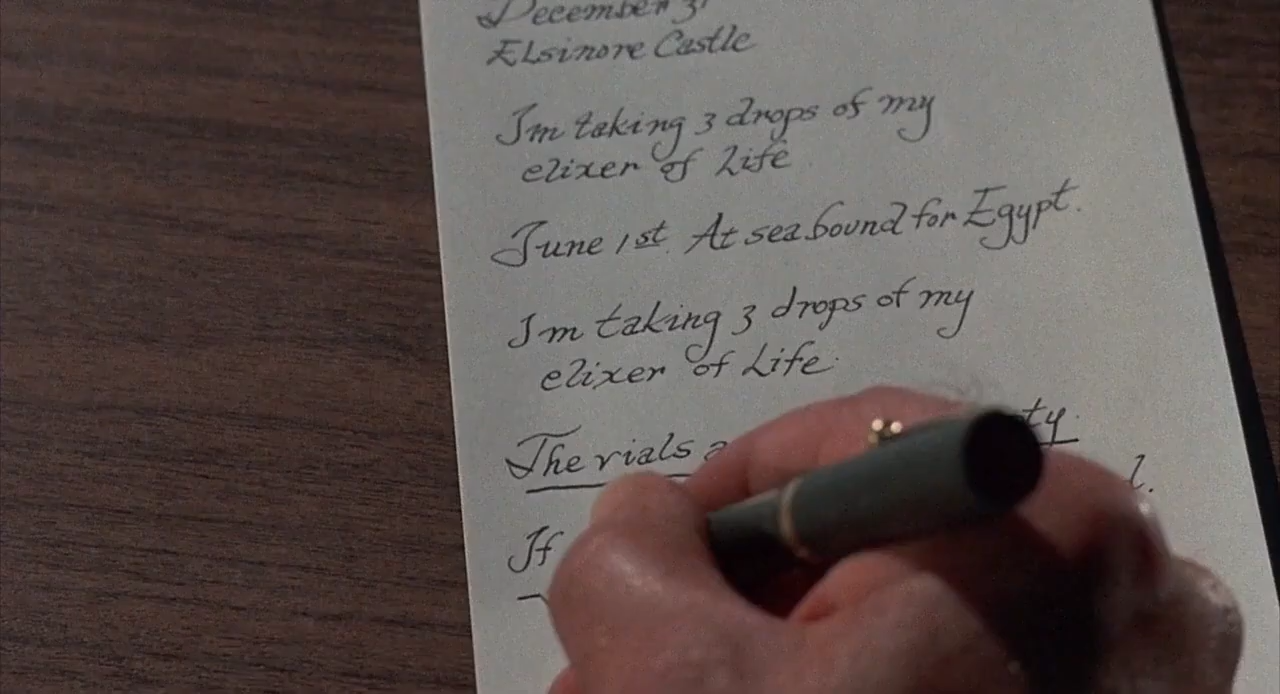 December 31
Elsinore Castle
I'm taking 3 drops of my
elixer of Life
June 1st. At sea bound for Egypt.
I'm taking 3 drops of my
elixer of Life.
The vials
If